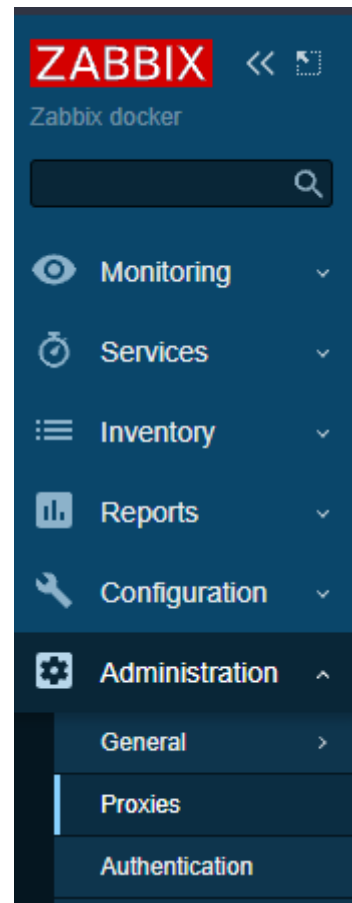 ZABBIX
Zabbix docker
Monitoring
Services
Inventory
Reports
Configuration
Administration
General
Proxies
Authentication